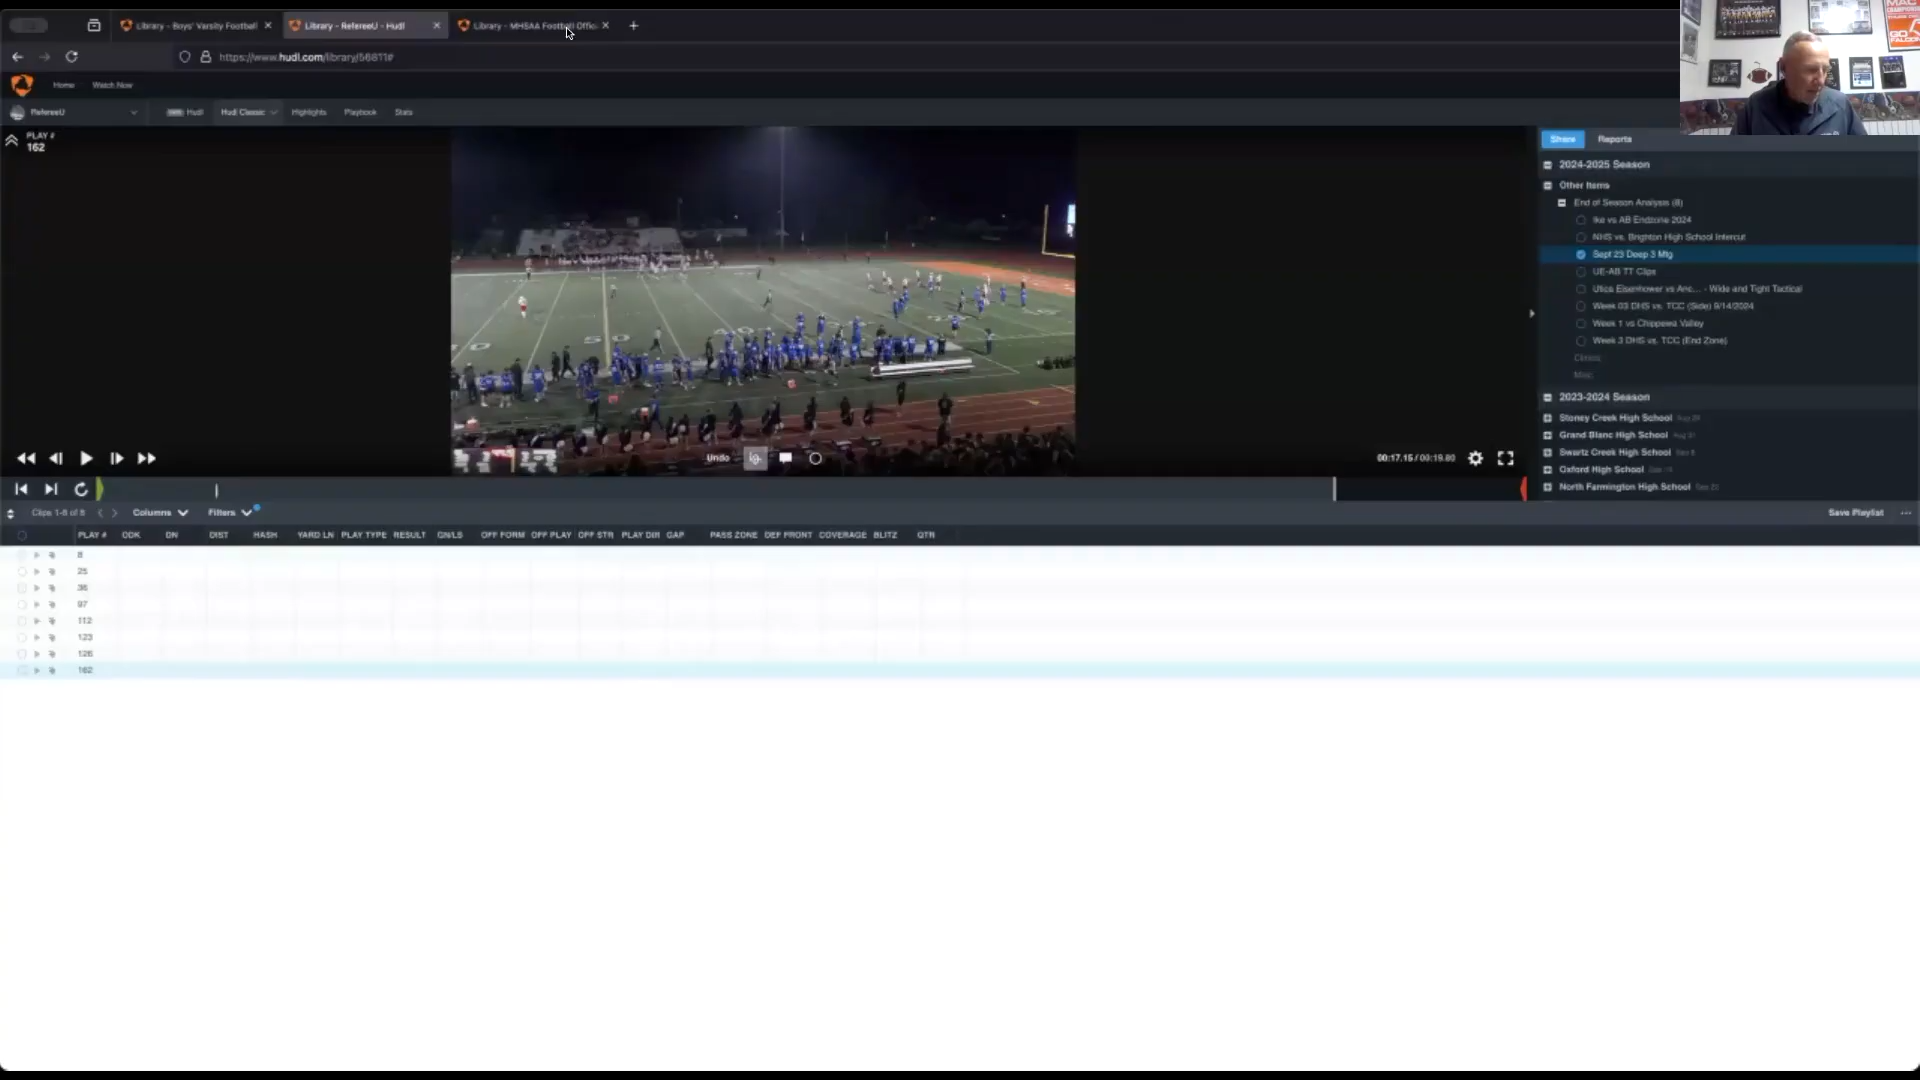 Library - Boys' Varsity Football
Library - RefereeU - Hudl
Library - MHSAA Football Offic
https://www.hudl.com/library/56811#
Home
Watch Now
RefereeU
Hudl
Hudl Classic
Highlights
Playbook
Stats
MAC
CHAMPIONS
GO
PLAY #
162
Share
Reports
2024-2025 Season
Other Items
End of Season Analysis (8)
Ike vs AB Endzone 2024
NHS vs. Brighton High School Intercut
Sept 23 Deep 3 Mtg
UE-AB TT Clips
Utica Eisenhower vs Anc... - Wide and Tight Tactical
Week 03 DHS vs. TCC (Side) 9/14/2024
Week 1 vs Chippewa Valley
Week 3 DHS vs. TCC (End Zone)
Clinics
Misc
2023-2024 Season
Stoney Creek High School
Grand Blanc High School
Swartz Creek High School
Oxford High School
North Farmington High School
Undo
00:17.15 / 00:19.80
Clips 1-8 of 8
Columns
Filters
Save Playlist
PLAY # ODK DN DIST HASH YARD LN PLAY TYPE RESULT GN/LS OFF FORM OFF PLAY OFF STR PLAY DIR GAP PASS ZONE DEF FRONT COVERAGE BLITZ QTR
8
25
36
97
112
123
126
162